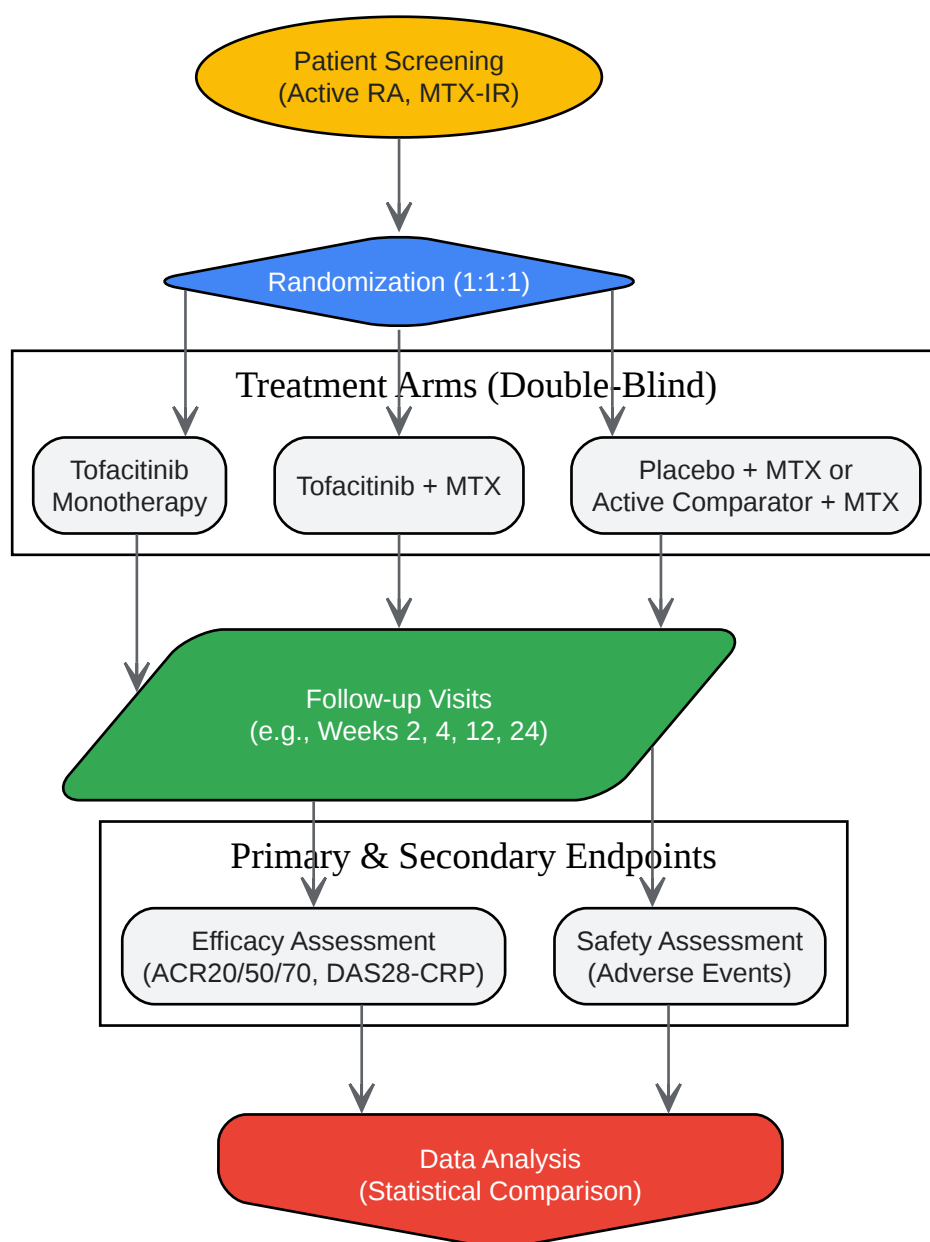 Patient Screening
(Active RA, MTX-IR)
Randomization (1:1:1)
Treatment Arms (Double-Blind)
Tofacitinib
Monotherapy
Tofacitinib + MTX
Placebo + MTX or
Active Comparator + MTX
Follow-up Visits
(e.g., Weeks 2, 4, 12, 24)
Primary & Secondary Endpoints
Efficacy Assessment
(ACR20/50/70, DAS28-CRP)
Safety Assessment
(Adverse Events)
Data Analysis
(Statistical Comparison)